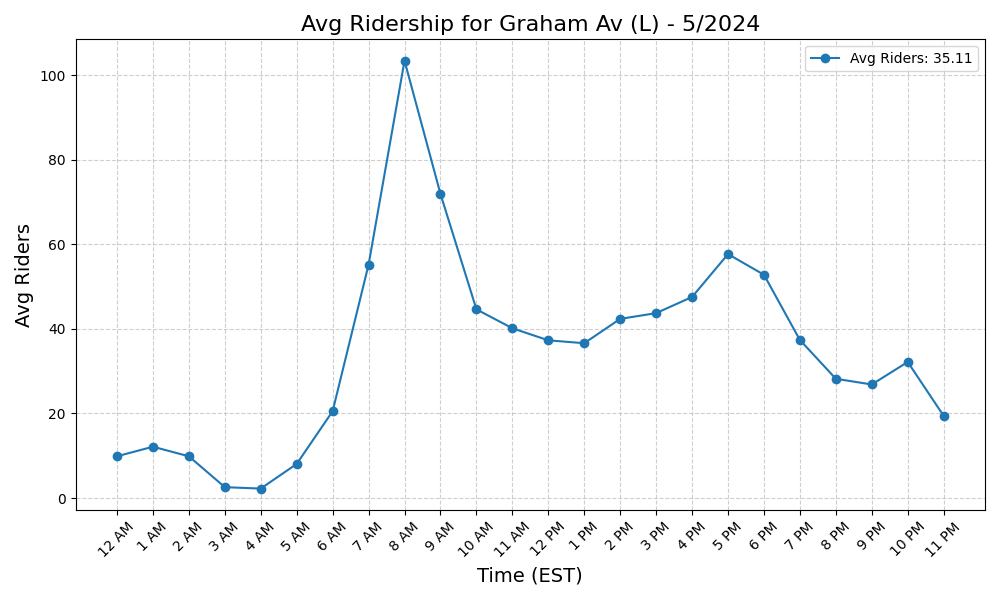 Avg Ridership for Graham Av (L) - 5/2024
Avg Riders: 35.11
Avg Riders
100
80
60
40
20
0
12 AM
1 AM
2 AM
3 AM
4 AM
5 AM
6 AM
7 AM
8 AM
9 AM
10 AM
11 AM
12 PM
1 PM
2 PM
3 PM
4 PM
5 PM
6 PM
7 PM
8 PM
9 PM
10 PM
11 PM
Time (EST)